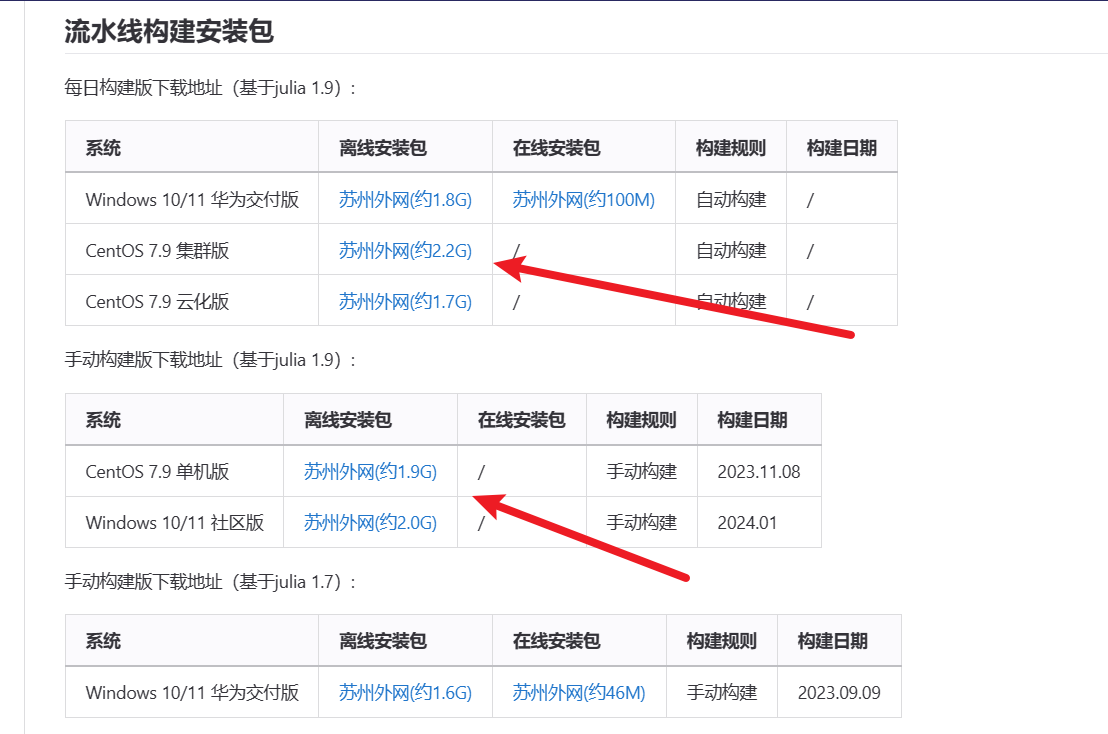 流水线构建安装包
每日构建版下载地址（基于julia 1.9）:
系统 离线安装包 在线安装包 构建规则 构建日期
Windows 10/11 华为交付版 苏州外网(约1.8G) 苏州外网(约100M) 自动构建 /
CentOS 7.9 集群版 苏州外网(约2.2G) / 自动构建 /
CentOS 7.9 云化版 苏州外网(约1.7G) / 自动构建 /
手动构建版下载地址（基于julia 1.9）:
系统 离线安装包 在线安装包 构建规则 构建日期
CentOS 7.9 单机版 苏州外网(约1.9G) / 手动构建 2023.11.08
Windows 10/11 社区版 苏州外网(约2.0G) / 手动构建 2024.01
手动构建版下载地址（基于julia 1.7）:
系统 离线安装包 在线安装包 构建规则 构建日期
Windows 10/11 华为交付版 苏州外网(约1.6G) 苏州外网(约46M) 手动构建 2023.09.09